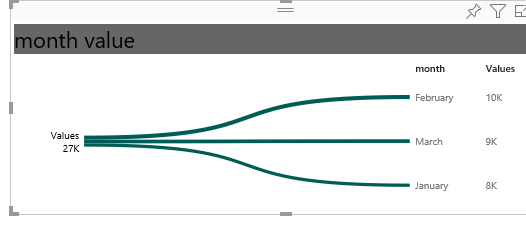 month value
month Values
February 10K
Values
27K
March 9K
January 8K